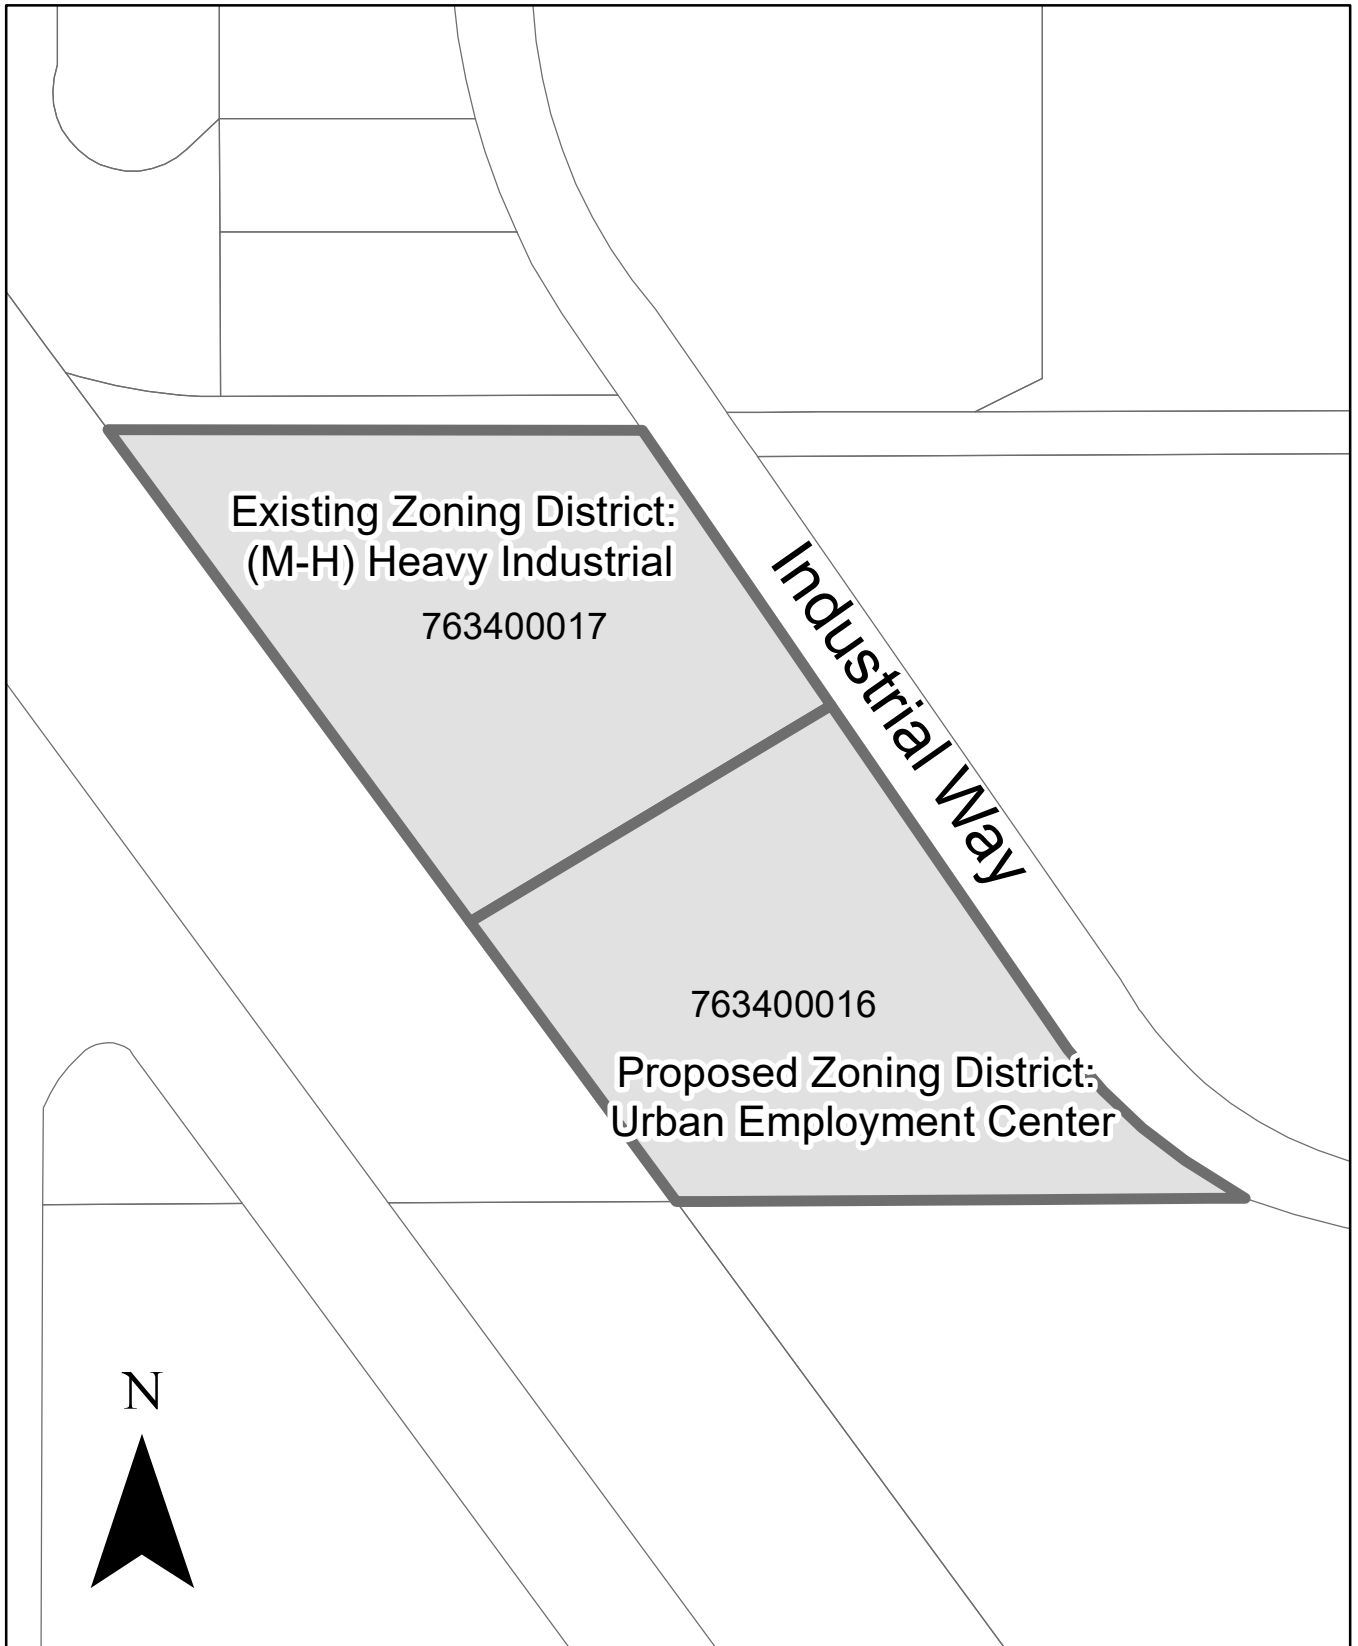 Existing Zoning District:
(M-H) Heavy Industrial
763400017
Industrial Way
763400016
Proposed Zoning District:
Urban Employment Center
N